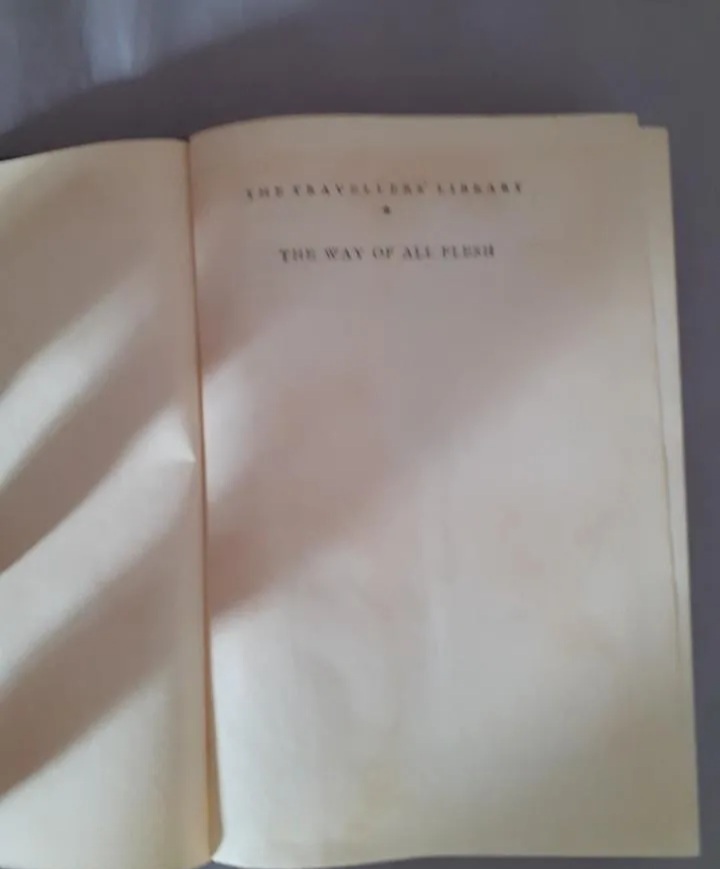 THE TRAVELLERS' LIBRARY
*
THE WAY OF ALL FLESH